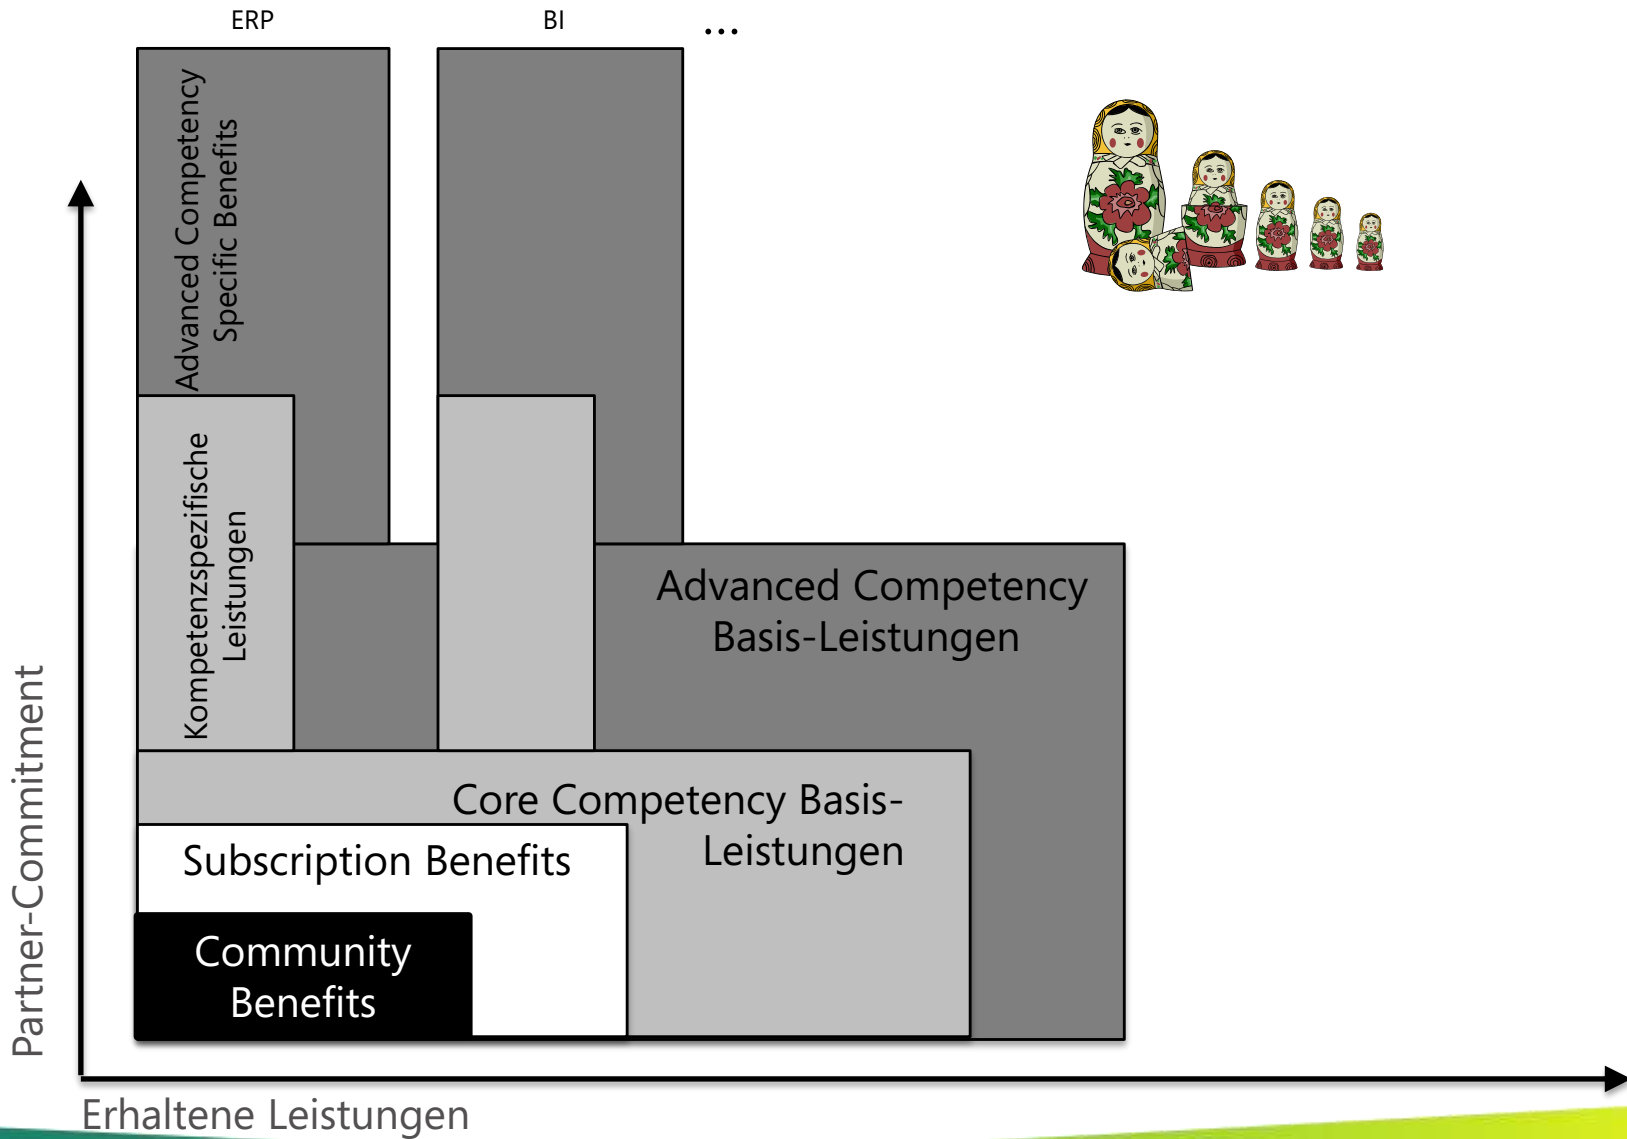 ERP
BI
...
Advanced Competency
Specific Benefits
Kompetenzspezifische
Leistungen
Advanced Competency
Basis-Leistungen
Core Competency Basis-
Leistungen
Subscription Benefits
Community
Benefits
Partner-Commitment
Erhaltene Leistungen